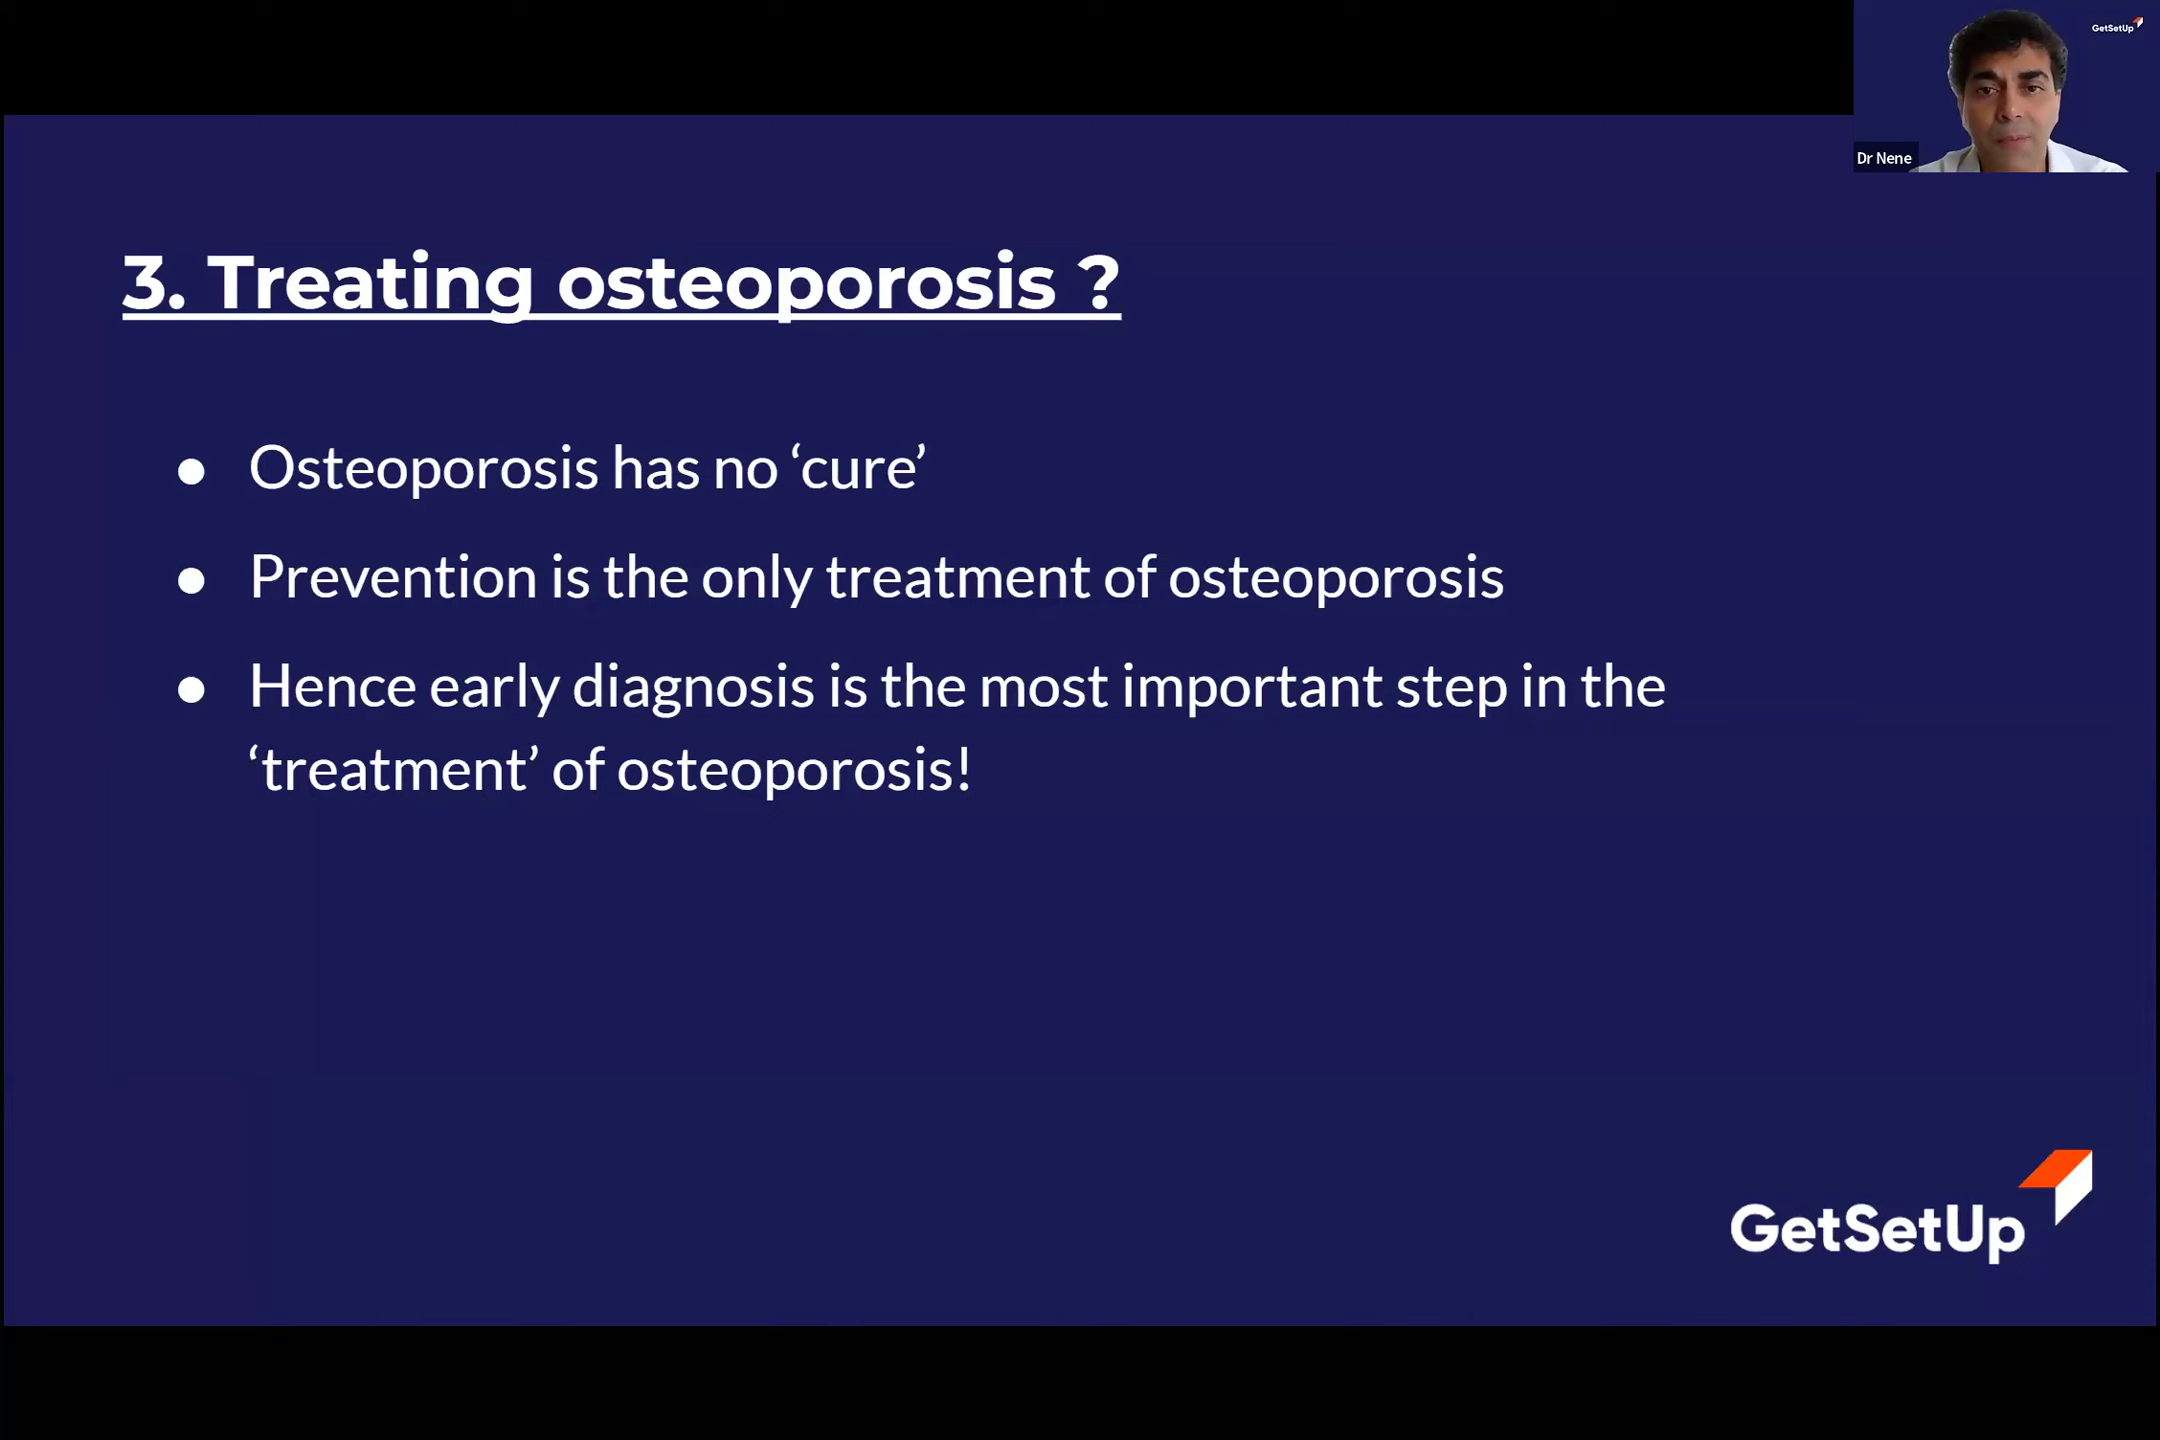 GetSetUp
Dr Nene
3. Treating osteoporosis ?
● Osteoporosis has no ‘cure’
● Prevention is the only treatment of osteoporosis
● Hence early diagnosis is the most important step in the
‘treatment’ of osteoporosis!
GetSetUp